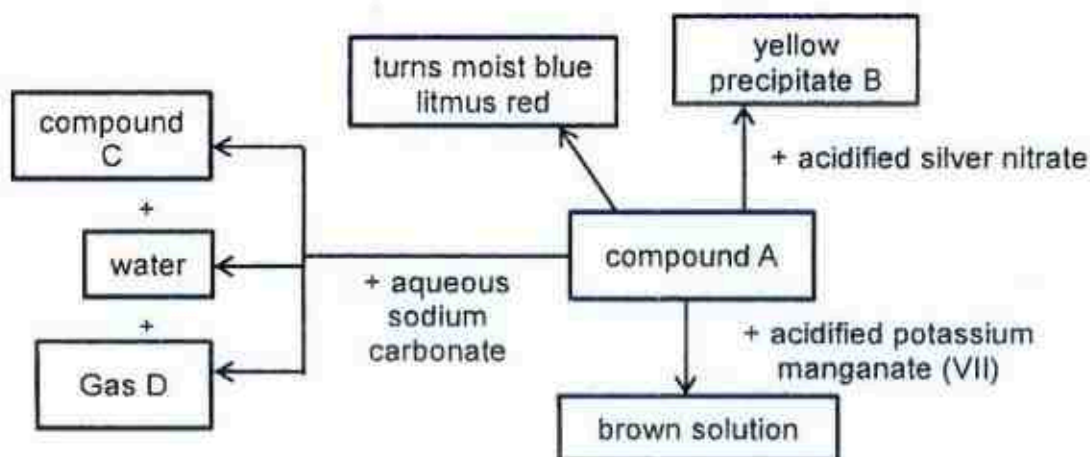 turns moist blue
litmus red
yellow
precipitate B
compound
C
+ acidified silver nitrate
+
water
compound A
+ aqueous
sodium
carbonate
+
+ acidified potassium
manganate (VII)
Gas D
brown solution